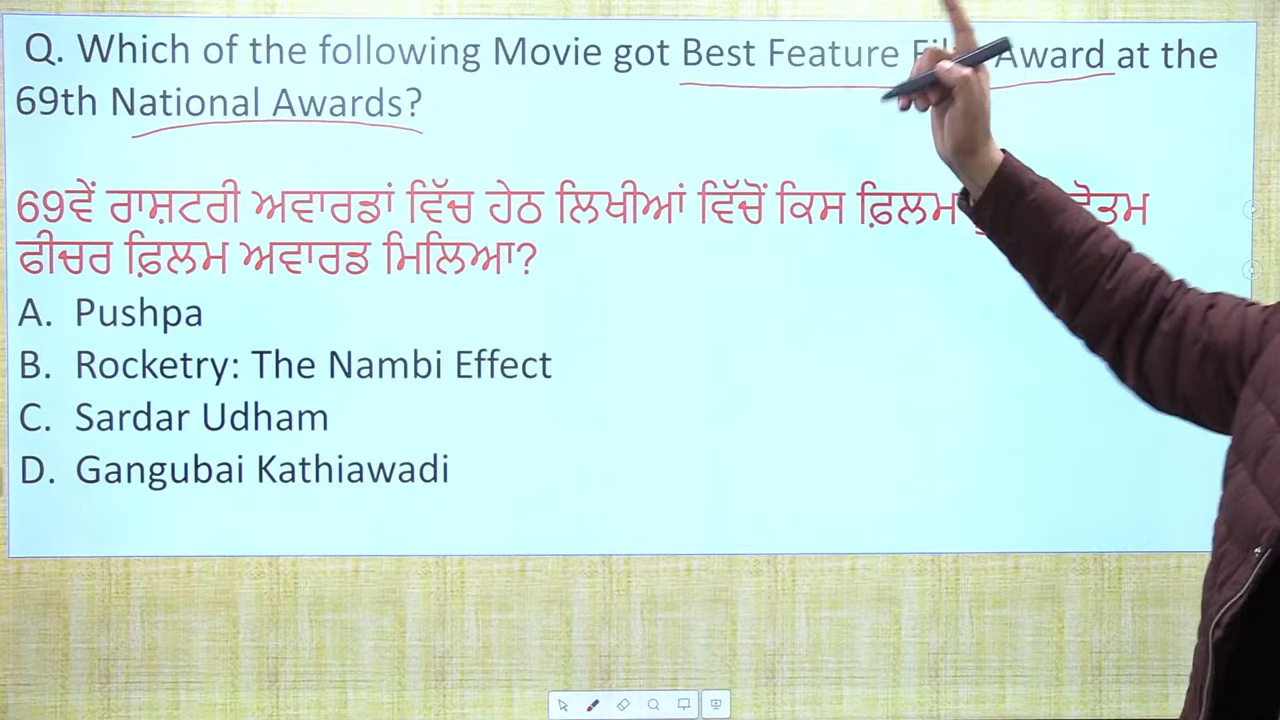 Q. Which of the following Movie got Best Feature Award at the
69th National Awards?
69ਵੇਂ ਰਾਸ਼ਟਰੀ ਅਵਾਰਡਾਂ ਵਿੱਚ ਹੇਠ ਲਿਖੀਆਂ ਵਿੱਚੋਂ ਕਿਸ ਫ਼ਿਲਮ
ਫੀਚਰ ਫ਼ਿਲਮ ਅਵਾਰਡ ਮਿਲਿਆ?
A. Pushpa
B. Rocketry: The Nambi Effect
C. Sardar Udham
D. Gangubai Kathiawadi